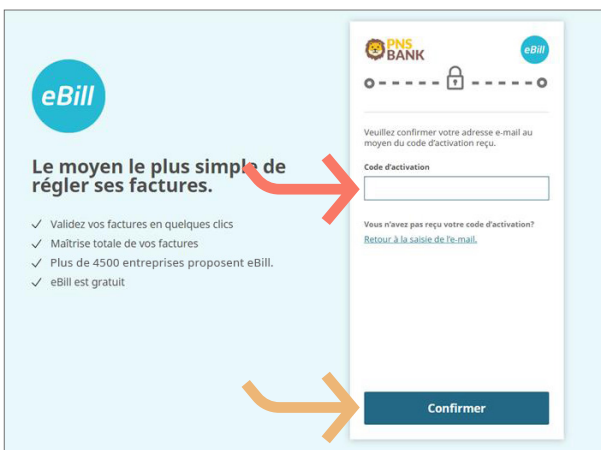 eBill
Le moyen le plus simple de
régler ses factures.
Validez vos factures en quelques clics
Maîtrise totale de vos factures
Plus de 4500 entreprises proposent eBill.
eBill est gratuit
PNS
BANK
eBill
Veuillez confirmer votre adresse e-mail au
moyen du code d'activation reçu.
Code d'activation
Vous n'avez pas reçu votre code d'activation?
Retour à la saisie de l'e-mail.
Confirmer